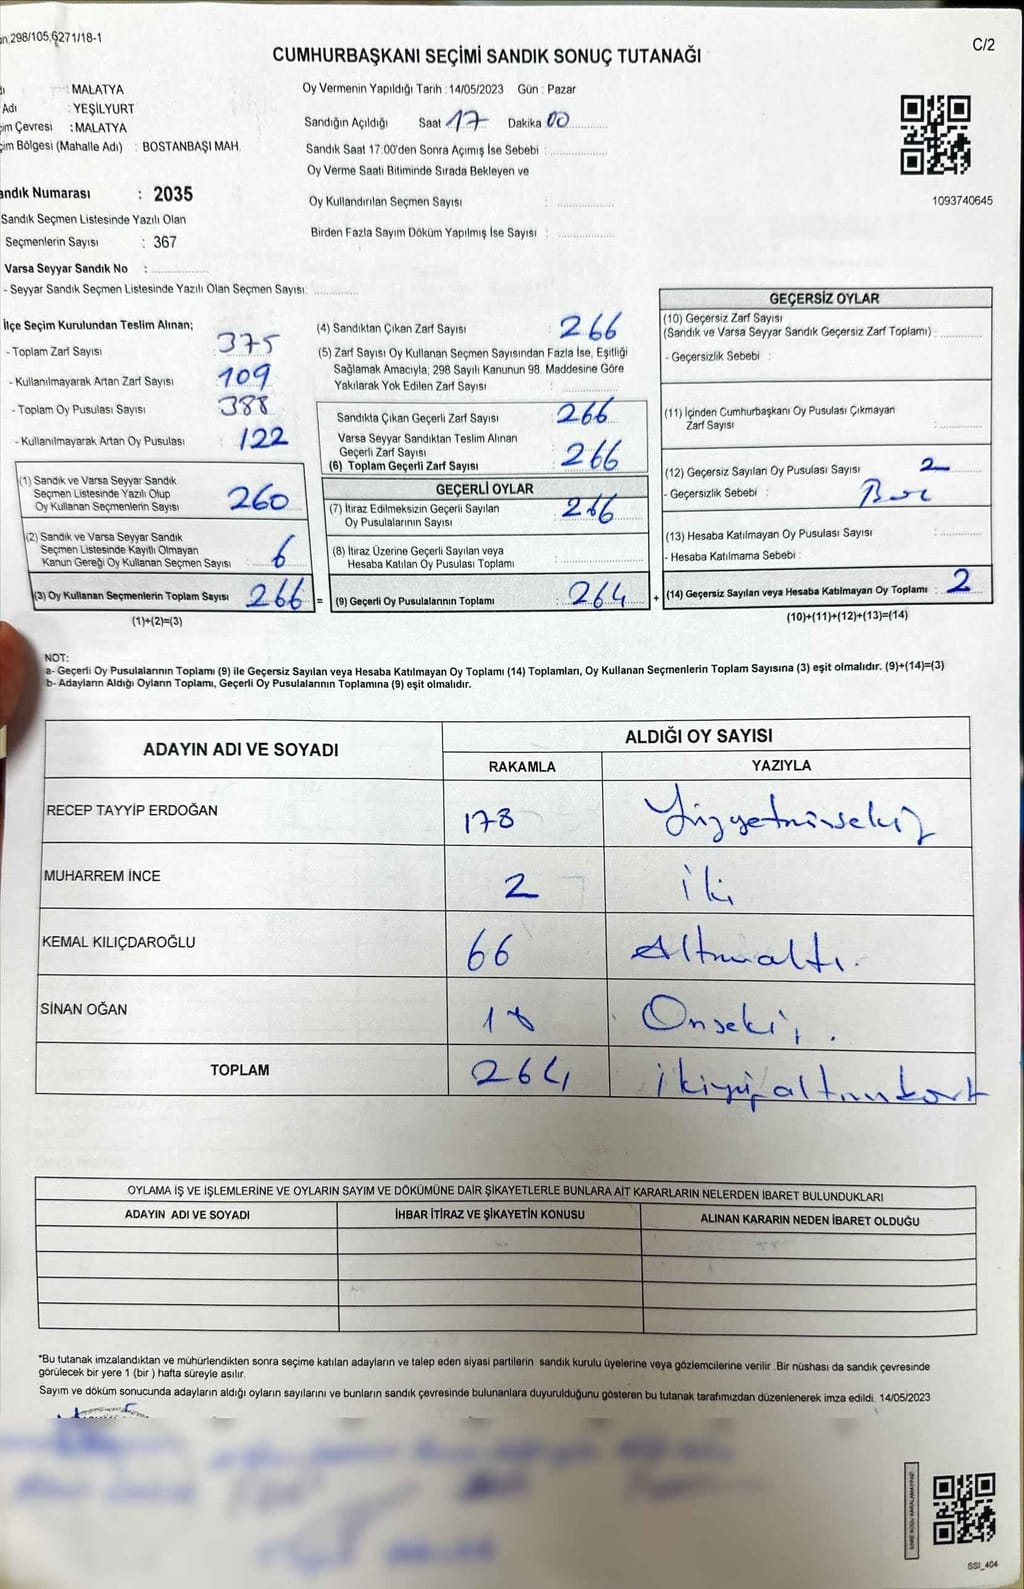 298/105,6271/18-1
C/2
CUMHURBAŞKANI SEÇİMİ SANDIK SONUÇ TUTANAĞI
: MALATYA
Adı : YEŞİLYURT
im Çevresi : MALATYA
çim Bölgesi (Mahalle Adı) : BOSTANBAŞI MAH.
Oy Vermenin Yapıldığı Tarih : 14/05/2023 Gün : Pazar
Sandığın Açıldığı Saat 17 Dakika 00
Sandık Saat 17:00'den Sonra Açımış İse Sebebi :
Oy Verme Saati Bitiminde Sırada Bekleyen ve
Oy Kullandırılan Seçmen Sayısı :
Birden Fazla Sayım Döküm Yapılmış İse Sayısı :
1093740645
andık Numarası : 2035
Sandık Seçmen Listesinde Yazılı Olan
Seçmenlerin Sayısı : 367
Varsa Seyyar Sandık No :
- Seyyar Sandık Seçmen Listesinde Yazılı Olan Seçmen Sayısı:
İlçe Seçim Kurulundan Teslim Alınan;
- Toplam Zarf Sayısı : 375
- Kullanılmayarak Artan Zarf Sayısı : 109
- Toplam Oy Pusulası Sayısı : 388
- Kullanılmayarak Artan Oy Pusulası : 122
(1) Sandık ve Varsa Seyyar Sandık
Seçmen Listesinde Yazılı Olup
Oy Kullanan Seçmenlerin Sayısı : 260
(2) Sandık ve Varsa Seyyar Sandık
Seçmen Listesinde Kayıtlı Olmayan
Kanun Gereği Oy Kullanan Seçmen Sayısı : 6
(3) Oy Kullanan Seçmenlerin Toplam Sayısı : 266 =
(1)+(2)=(3)
(4) Sandıktan Çıkan Zarf Sayısı : 266
(5) Zarf Sayısı Oy Kullanan Seçmen Sayısından Fazla İse, Eşitliği
Sağlamak Amacıyla; 298 Sayılı Kanunun 98. Maddesine Göre
Yakılarak Yok Edilen Zarf Sayısı :
Sandıkta Çıkan Geçerli Zarf Sayısı : 266
Varsa Seyyar Sandıktan Teslim Alınan
Geçerli Zarf Sayısı :
(6) Toplam Geçerli Zarf Sayısı : 266
GEÇERLİ OYLAR
(7) İtiraz Edilmeksizin Geçerli Sayılan
Oy Pusulalarının Sayısı : 266
(8) İtiraz Üzerine Geçerli Sayılan veya
Hesaba Katılan Oy Pusulası Toplamı :
(9) Geçerli Oy Pusulalarının Toplamı : 264 +
GEÇERSİZ OYLAR
(10) Geçersiz Zarf Sayısı
(Sandık ve Varsa Seyyar Sandık Geçersiz Zarf Toplamı) :
- Geçersizlik Sebebi :
(11) İçinden Cumhurbaşkanı Oy Pusulası Çıkmayan
Zarf Sayısı :
(12) Geçersiz Sayılan Oy Pusulası Sayısı : 2
- Geçersizlik Sebebi :
(13) Hesaba Katılmayan Oy Pusulası Sayısı :
- Hesaba Katılmama Sebebi :
(14) Geçersiz Sayılan veya Hesaba Katılmayan Oy Toplamı : 2
(10)+(11)+(12)+(13)=(14)
NOT:
a- Geçerli Oy Pusulalarının Toplamı (9) ile Geçersiz Sayılan veya Hesaba Katılmayan Oy Toplamı (14) Toplamları, Oy Kullanan Seçmenlerin Toplam Sayısına (3) eşit olmalıdır. (9)+(14)=(3)
b- Adayların Aldığı Oyların Toplamı, Geçerli Oy Pusulalarının Toplamına (9) eşit olmalıdır.
ADAYIN ADI VE SOYADI
ALDIĞI OY SAYISI
RAKAMLA YAZIYLA
RECEP TAYYİP ERDOĞAN 178 Yüzyetmişsekiz
MUHARREM İNCE 2 iki
KEMAL KILIÇDAROĞLU 66 Altmışaltı.
SİNAN OĞAN 18 Onsekiz.
TOPLAM 264 ikiyüzaltmışdört
OYLAMA İŞ VE İŞLEMLERİNE VE OYLARIN SAYIM VE DÖKÜMÜNE DAİR ŞİKAYETLERLE BUNLARA AİT KARARLARIN NELERDEN İBARET BULUNDUKLARI
ADAYIN ADI VE SOYADI İHBAR İTİRAZ VE ŞİKAYETİN KONUSU ALINAN KARARIN NEDEN İBARET OLDUĞU
*Bu tutanak imzalandıktan ve mühürlendikten sonra seçime katılan adayların ve talep eden siyasi partilerin sandık kurulu üyelerine veya gözlemcilerine verilir .Bir nüshası da sandık çevresinde
görülecek bir yere 1 (bir ) hafta süreyle asılır.
Sayım ve döküm sonucunda adayların aldığı oyların sayılarını ve bunların sandık çevresinde bulunanlara duyurulduğunu gösteren bu tutanak tarafımızdan düzenlenerek imza edildi. 14/05/2023
SSI_404